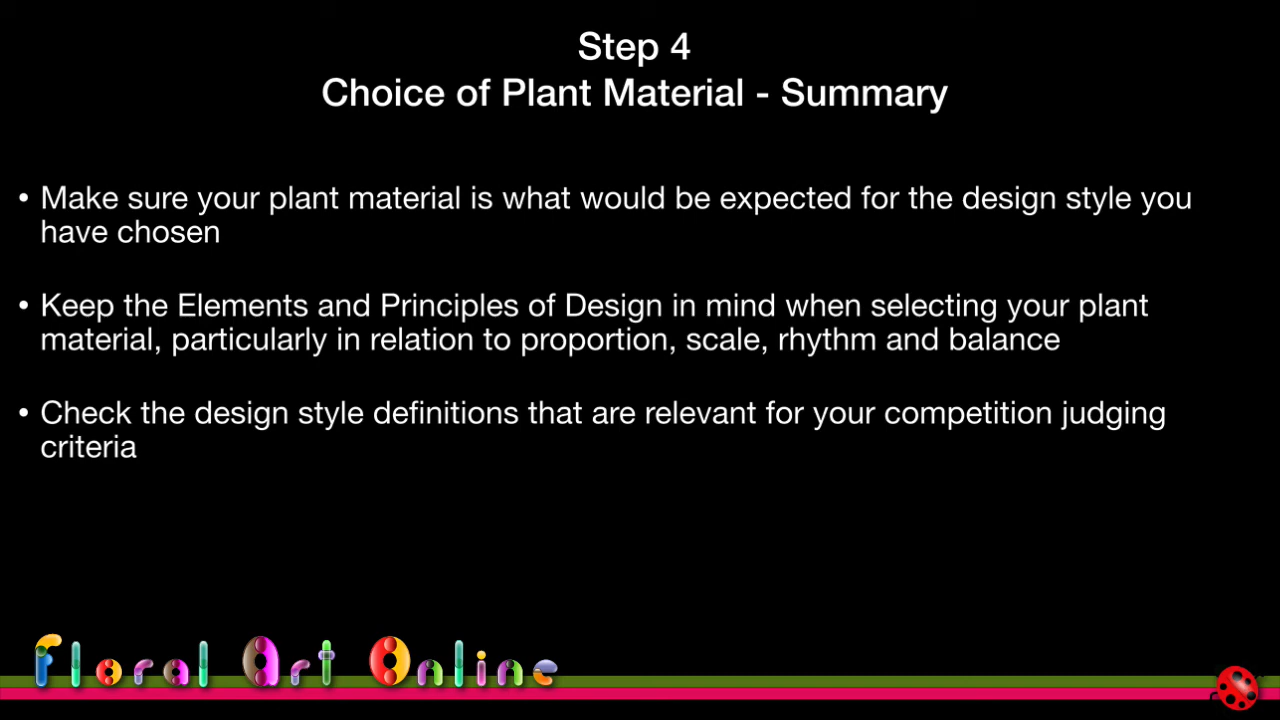 Step 4
Choice of Plant Material - Summary
• Make sure your plant material is what would be expected for the design style you
have chosen
• Keep the Elements and Principles of Design in mind when selecting your plant
material, particularly in relation to proportion, scale, rhythm and balance
• Check the design style definitions that are relevant for your competition judging
criteria
Floral Art Online